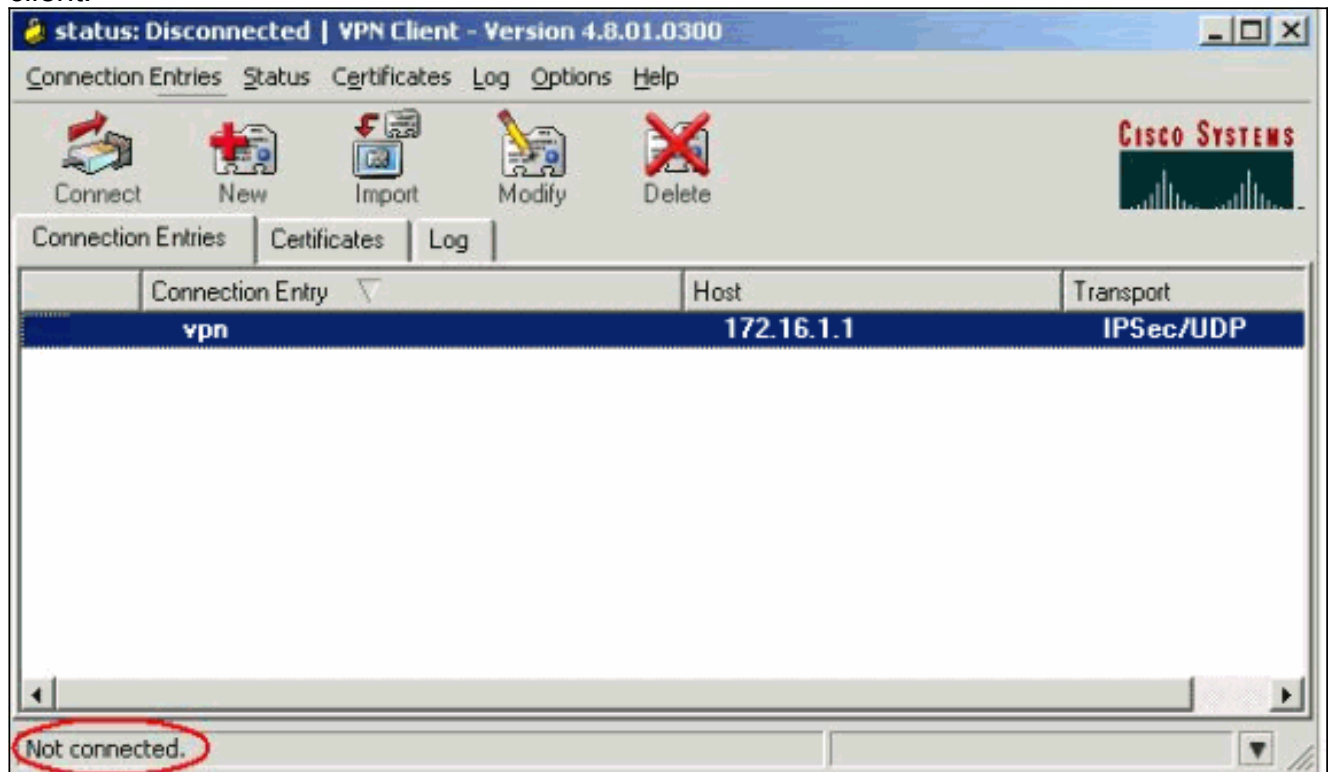 client.
status: Disconnected | VPN Client - Version 4.8.01.0300
Connection Entries Status Certificates Log Options Help
Connect New Import Modify Delete
CISCO SYSTEMS
Connection Entries Certificates Log
Connection Entry Host Transport
vpn 172.16.1.1 IPSec/UDP
Not connected.